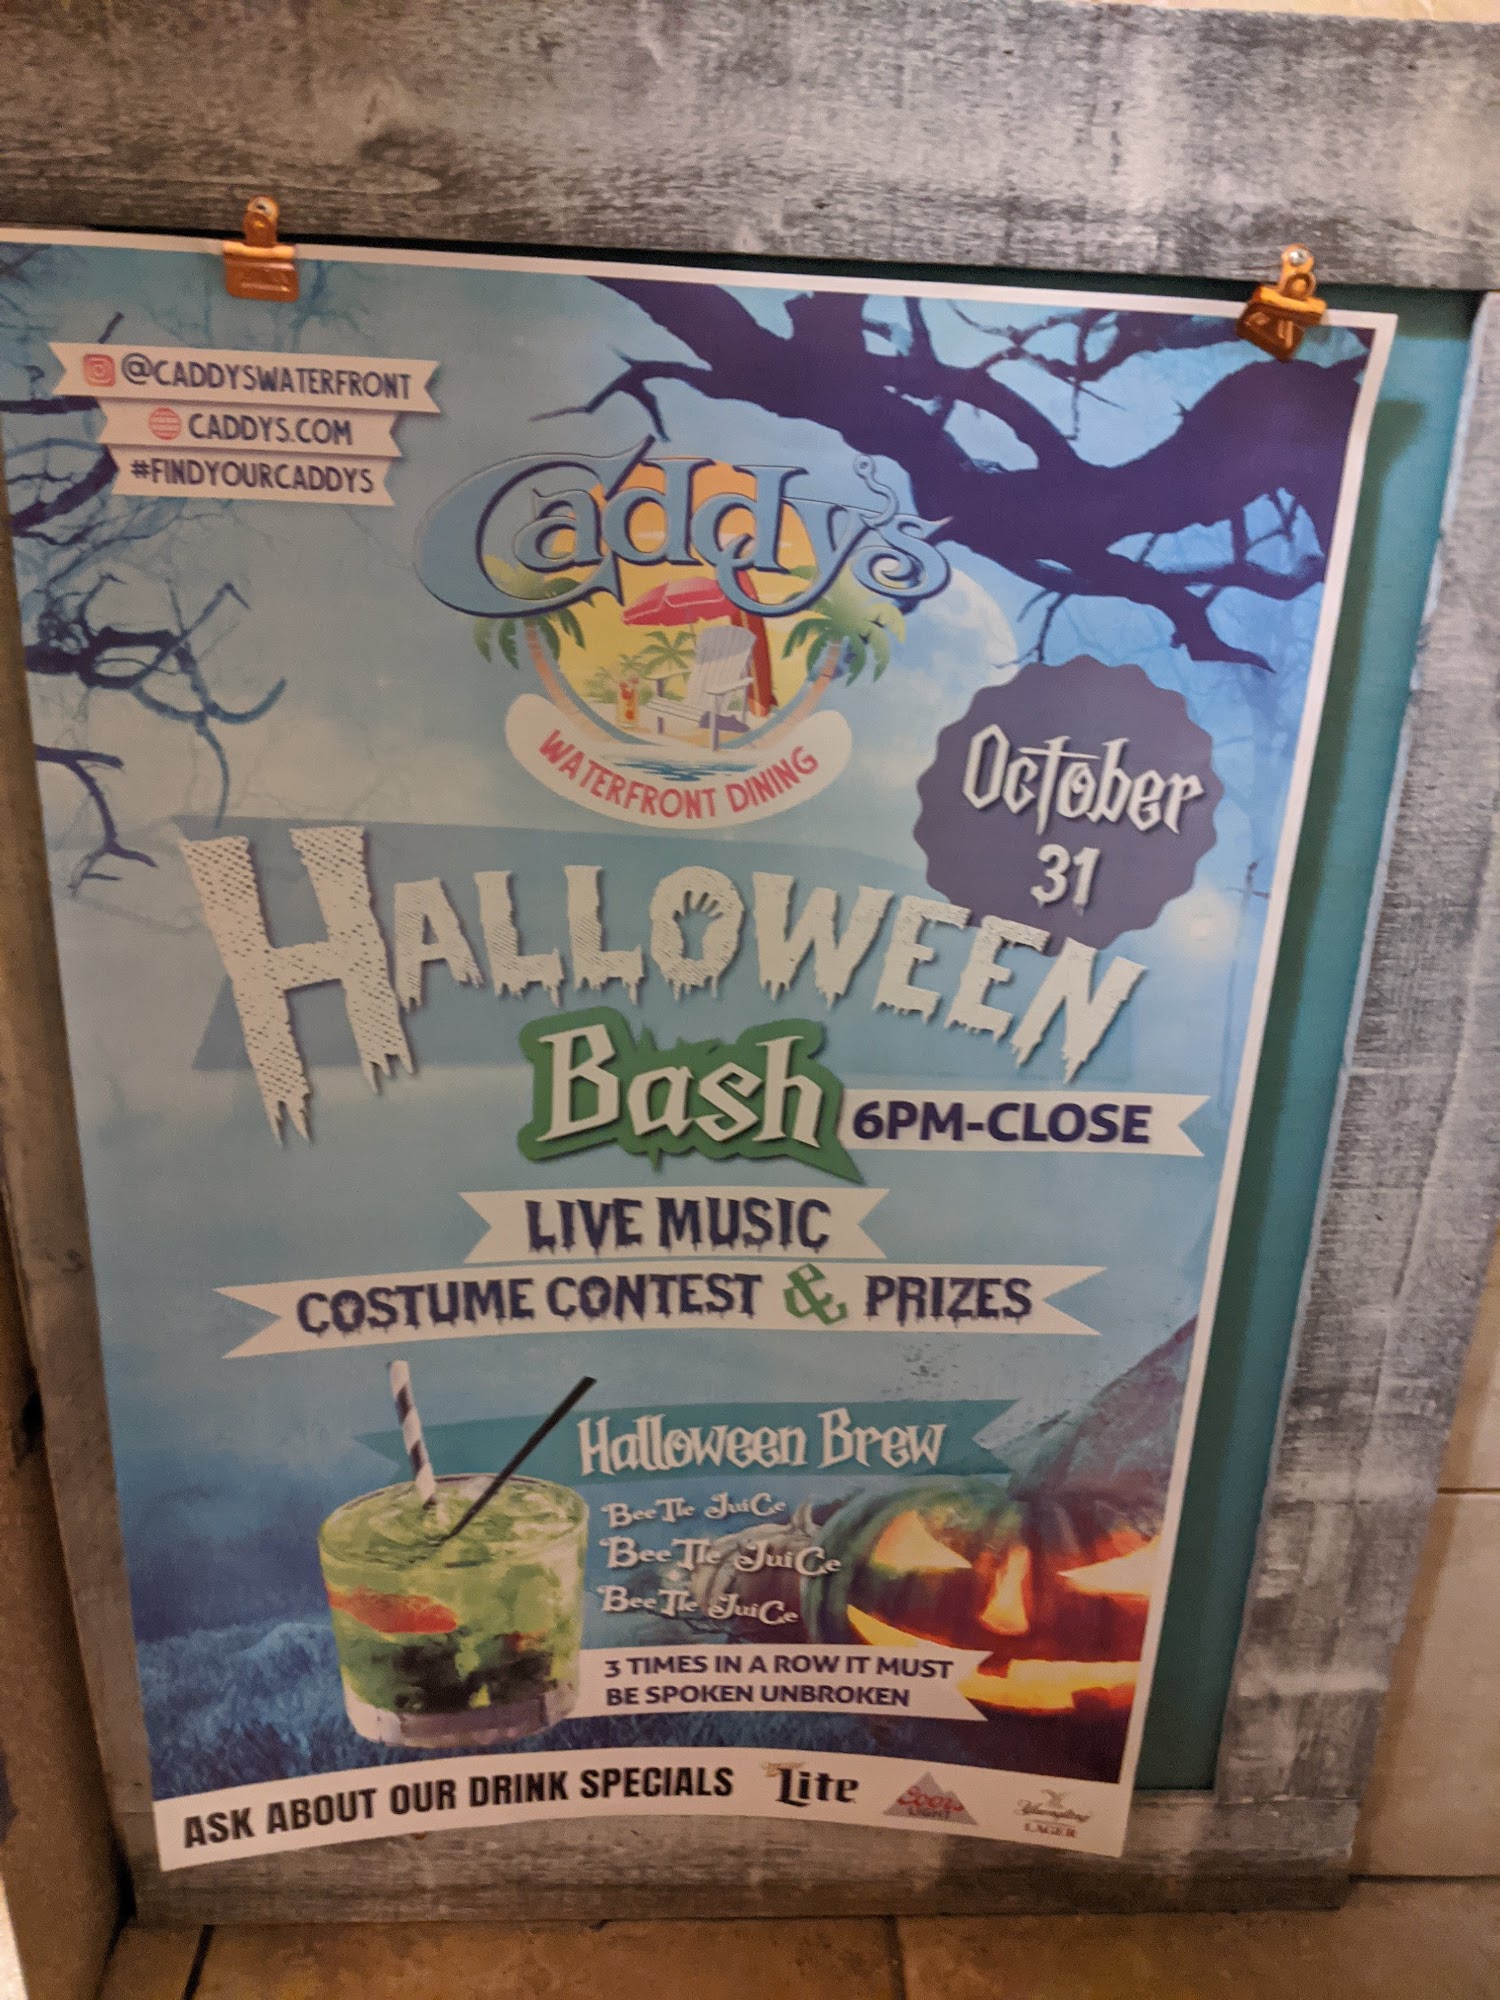 @CADDYSWATERFRONT
CADDYS.COM
#FINDYOURCADDYS
Caddy's
WATERFRONT DINING
October
31
HALLOWEEN
Bash
6PM-CLOSE
LIVE MUSIC
COSTUME CONTEST & PRIZES
Halloween Brew
BeeTle JuiCe
BeeTle JuiCe
BeeTle JuiCe
3 TIMES IN A ROW IT MUST
BE SPOKEN UNBROKEN
ASK ABOUT OUR DRINK SPECIALS
Lite
Coors
LIGHT
Yuengling
LAGER